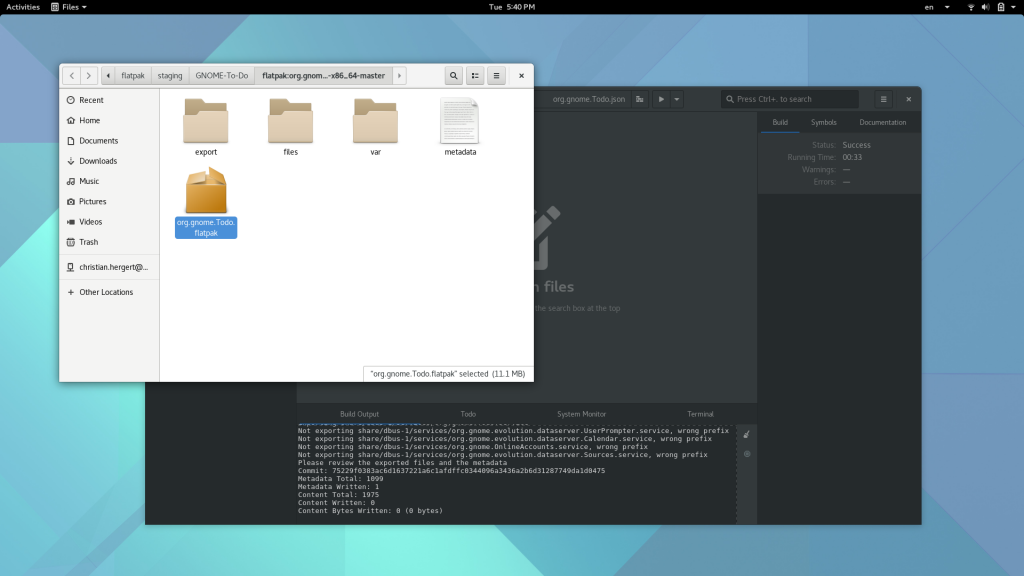 Activities Files Tue 5:40 PM en
flatpak staging GNOME-To-Do flatpak:org.gnom…-x86_64-master
Recent
Home
Documents
Downloads
Music
Pictures
Videos
Trash
christian.hergert@…
Other Locations
export files var metadata
org.gnome.Todo.
flatpak
"org.gnome.Todo.flatpak" selected (11.1 MB)
org.gnome.Todo.json Press Ctrl+. to search
Build Symbols Documentation
Status: Success
Running Time: 00:33
Warnings: —
Errors: —
files
the search box at the top
Build Output Todo System Monitor Terminal
Not exporting share/dbus-1/services/org.gnome.evolution.dataserver.UserPrompter.service, wrong prefix
Not exporting share/dbus-1/services/org.gnome.evolution.dataserver.Calendar.service, wrong prefix
Not exporting share/dbus-1/services/org.gnome.OnlineAccounts.service, wrong prefix
Not exporting share/dbus-1/services/org.gnome.evolution.dataserver.Sources.service, wrong prefix
Please review the exported files and the metadata
Commit: 75229f0383ac6d1637221a6c1afdffc0344096a3436a2b6d31287749da1d0475
Metadata Total: 1099
Metadata Written: 1
Content Total: 1975
Content Written: 0
Content Bytes Written: 0 (0 bytes)